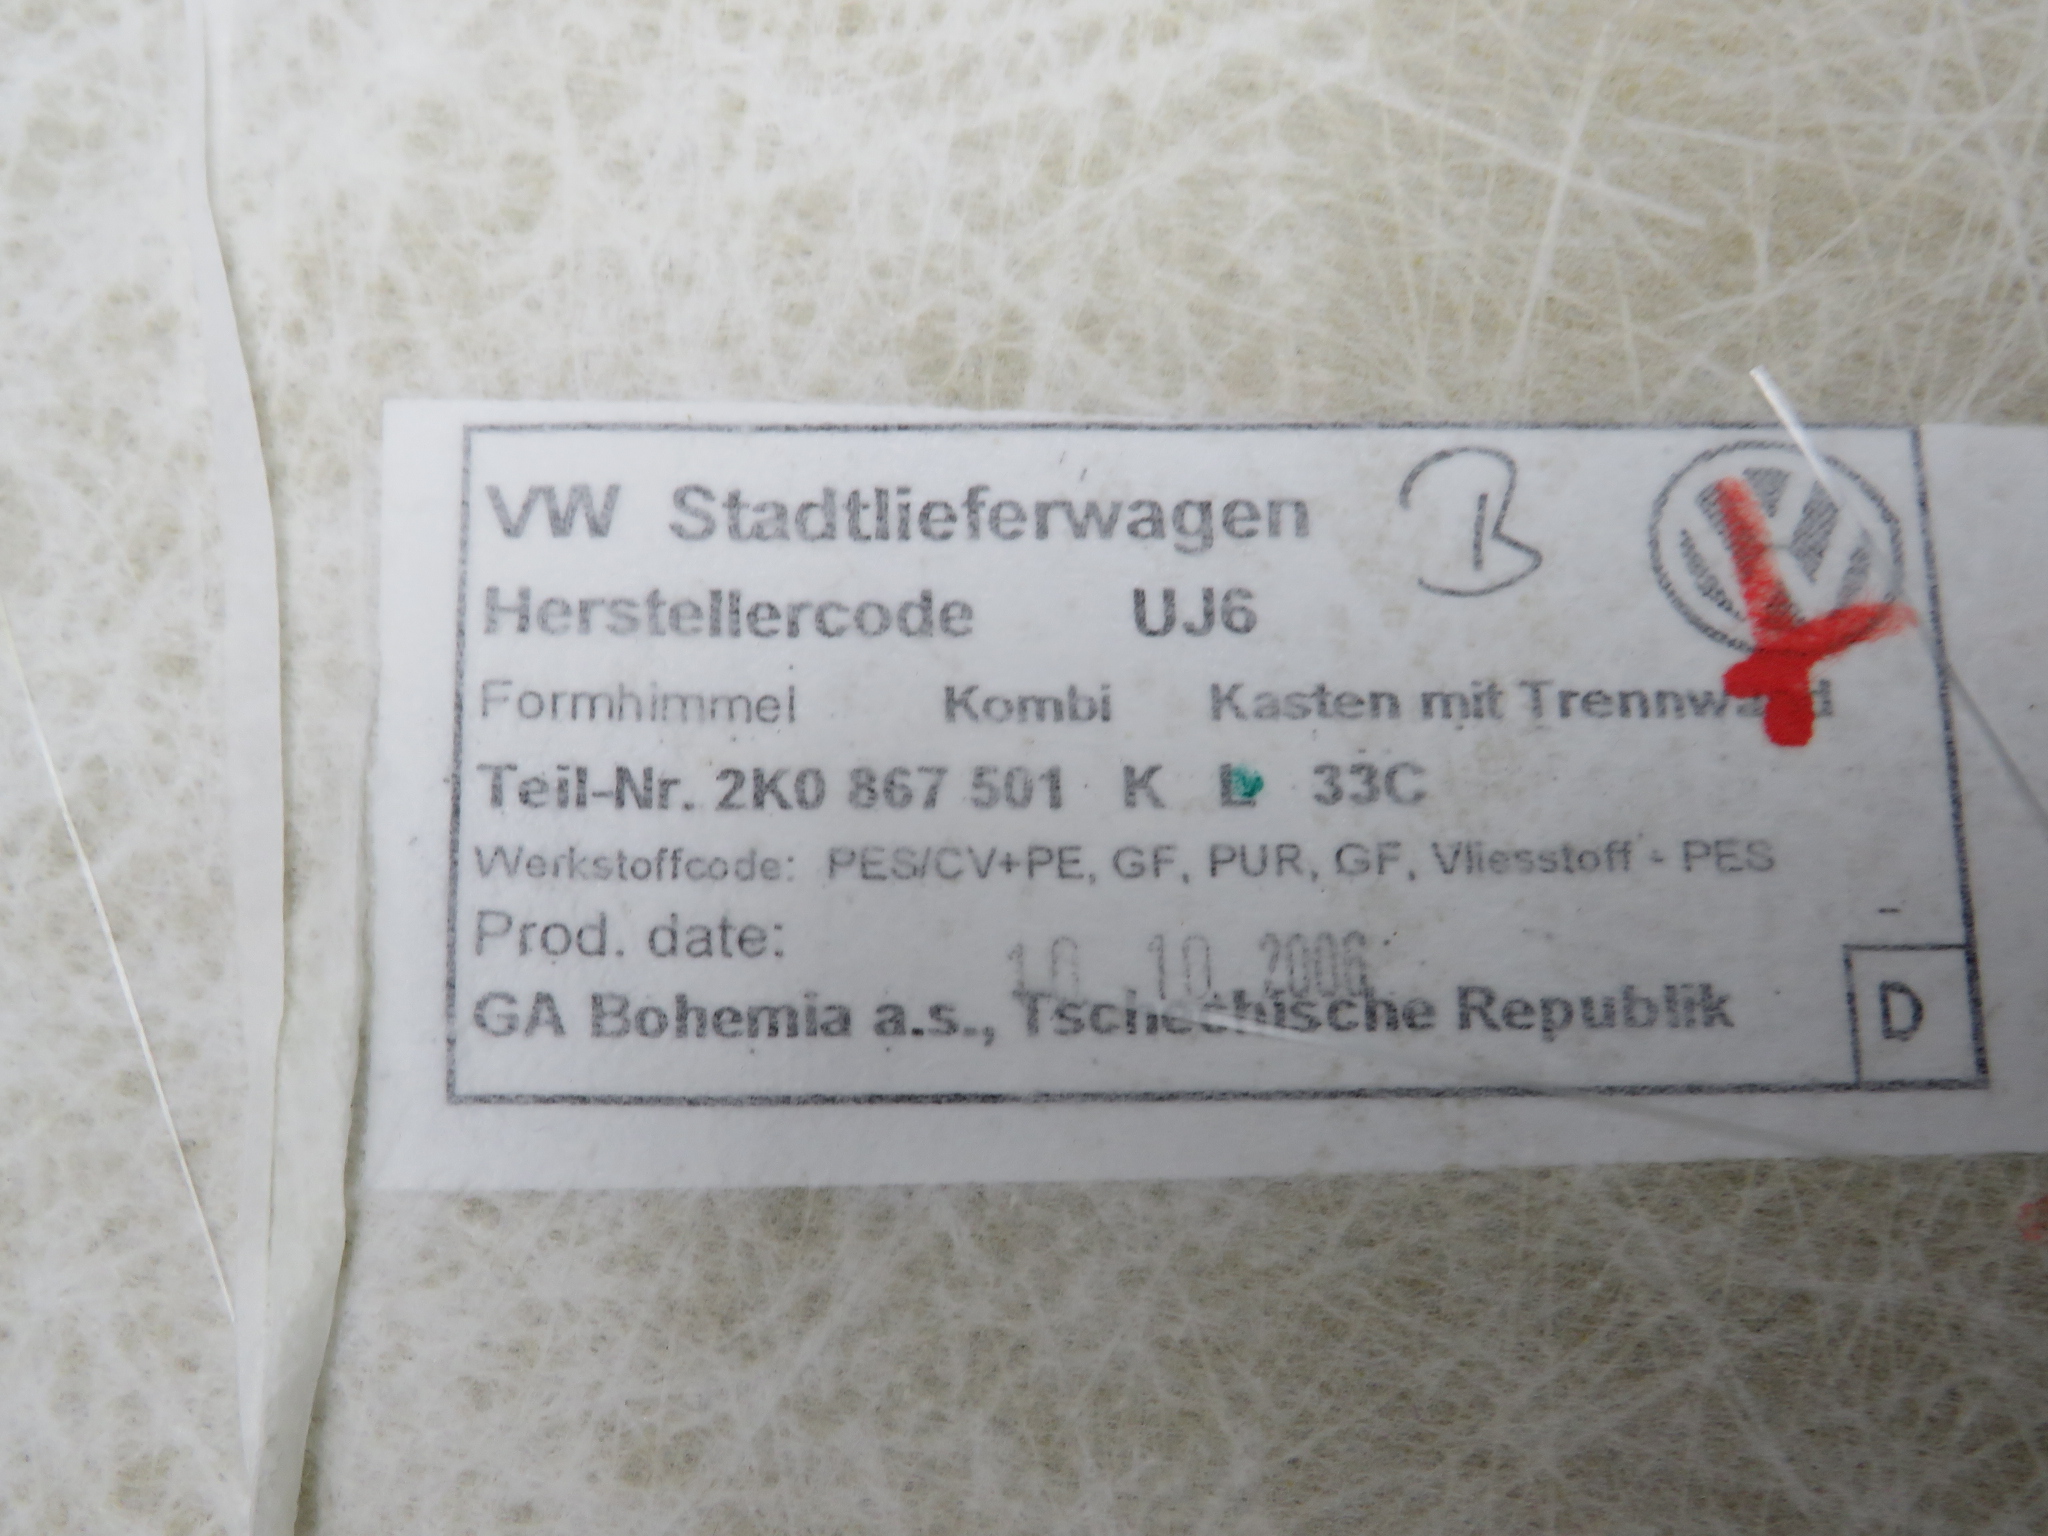 VW Stadtlieferwagen B
Herstellercode UJ6
Formhimmel Kombi Kasten mit Trennwand
Teil-Nr. 2K0 867 501 K L 33C
Werkstoffcode: PES/CV+PE, GF, PUR, GF, Vliesstoff - PES
Prod. date: 10 10 2006
GA Bohemia a.s., Tschechische Republik
D